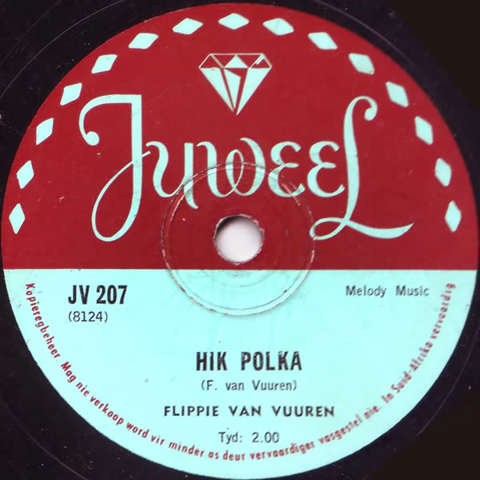 Juweel
JV 207
(8124)
Melody Music
HIK POLKA
(F. van Vuuren)
FLIPPIE VAN VUUREN
Tyd: 2.00
Kopieregbeheer. Mag nie verkoop word vir minder as deur vervaardiger vasgestel nie. In Suid-Afrika vervaardig